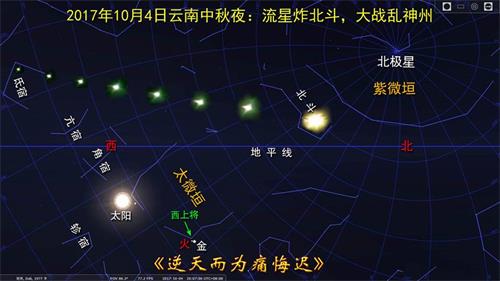 2017年10月4日云南中秋夜：流星炸北斗，大战乱神州
北极星
紫微垣
氐宿
北斗
亢宿
角宿
西
地平线
北
太微垣
太阳
西上将
轸宿
火 金
《逆天而为痛悔迟》